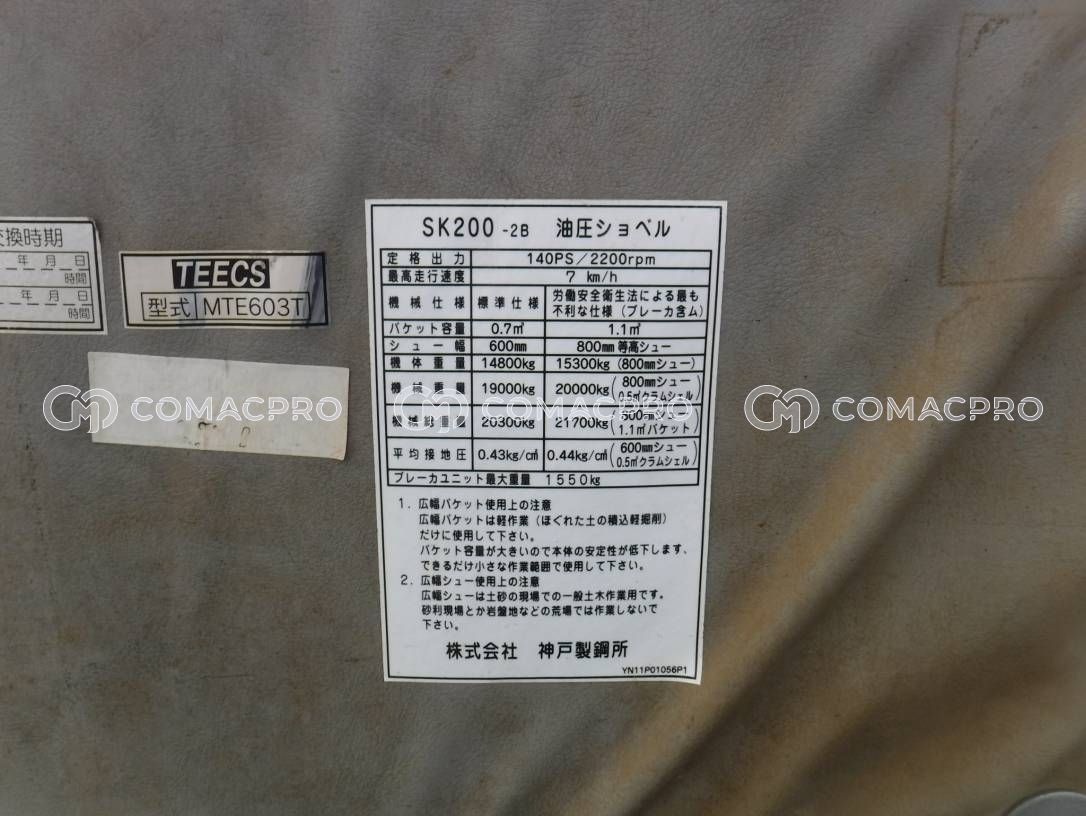 交換時期
年 月 日
時間
年 月 日
時間
TEECS
型式 MTE603T
SK200 -2B 油圧ショベル
定格出力 140PS/2200rpm
最高走行速度 7 km/h
機械仕様 標準仕様 労働安全衛生法による最も
不利な仕様(ブレーカ含ム)
バケット容量 0.7㎥ 1.1㎥
シュー幅 600㎜ 800㎜等高シュー
機体重量 14800kg 15300kg(800㎜シュー)
機械重量 19000kg 20000kg(800㎜シュー
0.5㎥クラムシェル)
機械総重量 20300kg 21700kg(600㎜シュー
1.1㎥バケット)
平均接地圧 0.43kg/c㎡ 0.44kg/c㎡(600㎜シュー
0.5㎥クラムシェル)
ブレーカユニット最大重量 1550kg
1. 広幅バケット使用上の注意
広幅バケットは軽作業(ほぐれた土の積込軽掘削)
だけに使用して下さい。
バケット容量が大きいので本体の安定性が低下します、
できるだけ小さな作業範囲で使用して下さい。
2. 広幅シュー使用上の注意
広幅シューは土砂の現場での一般土木作業用です。
砂利現場とか岩盤地などの荒場では作業しないで
下さい。
株式会社 神戸製鋼所
YN11P01056P1
COMACPRO COMACPRO COMACPRO